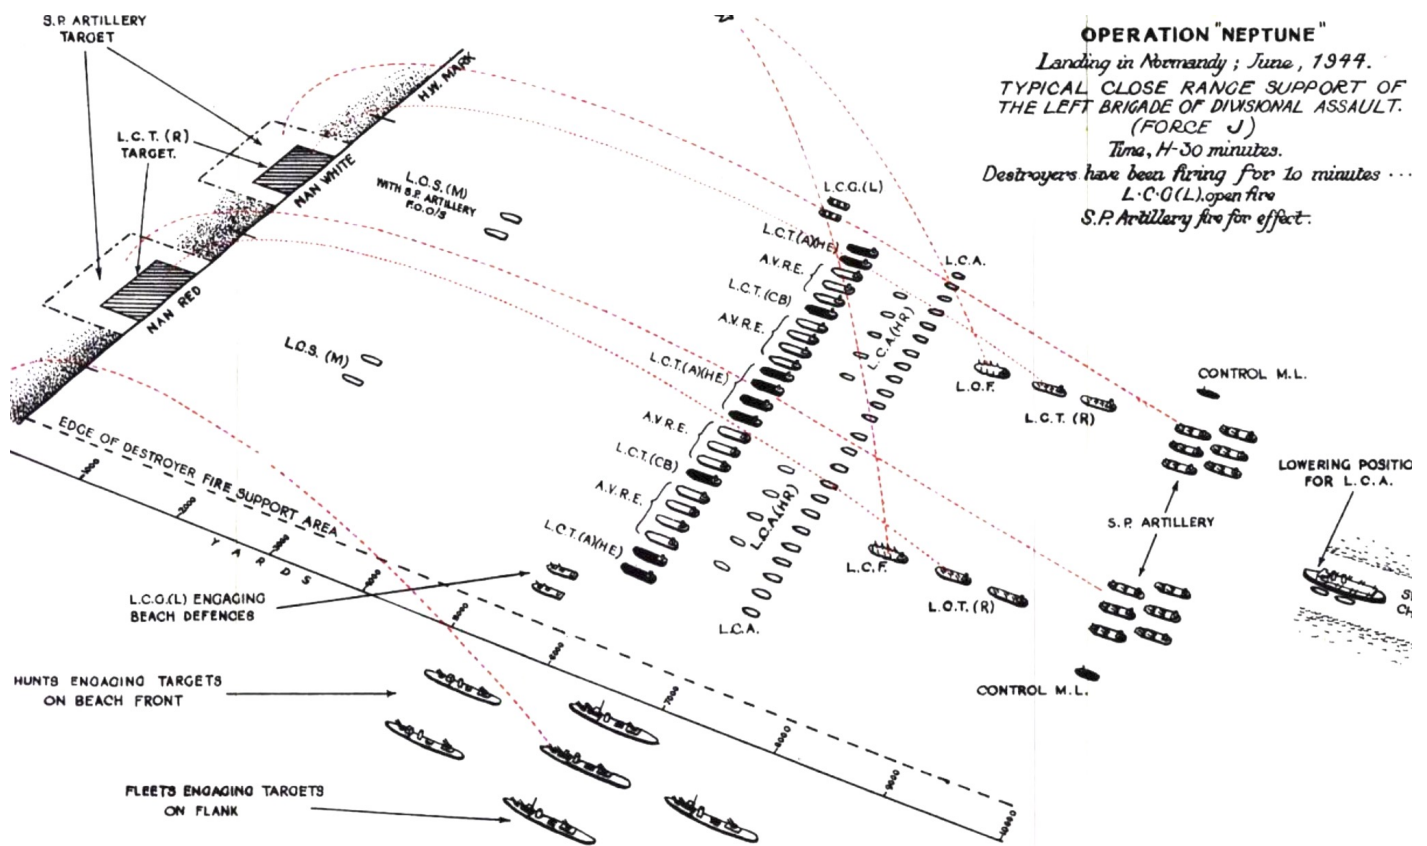 S.P. ARTILLERY
TARGET
L.C.T. (R)
TARGET.
H.W. MARK
NAN WHITE
NAN RED
OPERATION "NEPTUNE"
Landing in Normandy; June, 1944.
TYPICAL CLOSE RANGE SUPPORT OF
THE LEFT BRIGADE OF DIVISIONAL ASSAULT.
(FORCE J)
Time, H-30 minutes.
Destroyers have been firing for 10 minutes ...
L.C.G(L).open fire
S.P. Artillery fire for effect.
L.O.S. (M)
WITH S.P. ARTILLERY
F.O.O/S
L.O.S. (M)
L.C.G.(L)
L.C.T.(A)(HE)
A.V.R.E.
L.C.T.(CB)
A.V.R.E.
L.C.T.(A)(HE)
A.V.R.E.
L.C.T.(CB)
A.V.R.E.
L.C.T.(A)(HE)
L.C.A.
L.C.A(HR)
L.C.A(HR)
L.C.A.
L.O.F.
L.C.T. (R)
L.C.F.
L.O.T. (R)
CONTROL M.L.
S.P. ARTILLERY
CONTROL M.L.
LOWERING POSITIO
FOR L.C.A.
S
CH
EDGE OF DESTROYER FIRE SUPPORT AREA
YARDS
1000
2000
3000
4000
5000
6000
7000
8000
9000
10000
L.C.G.(L) ENGAGING
BEACH DEFENCES
HUNTS ENGAGING TARGETS
ON BEACH FRONT
FLEETS ENGAGING TARGETS
ON FLANK